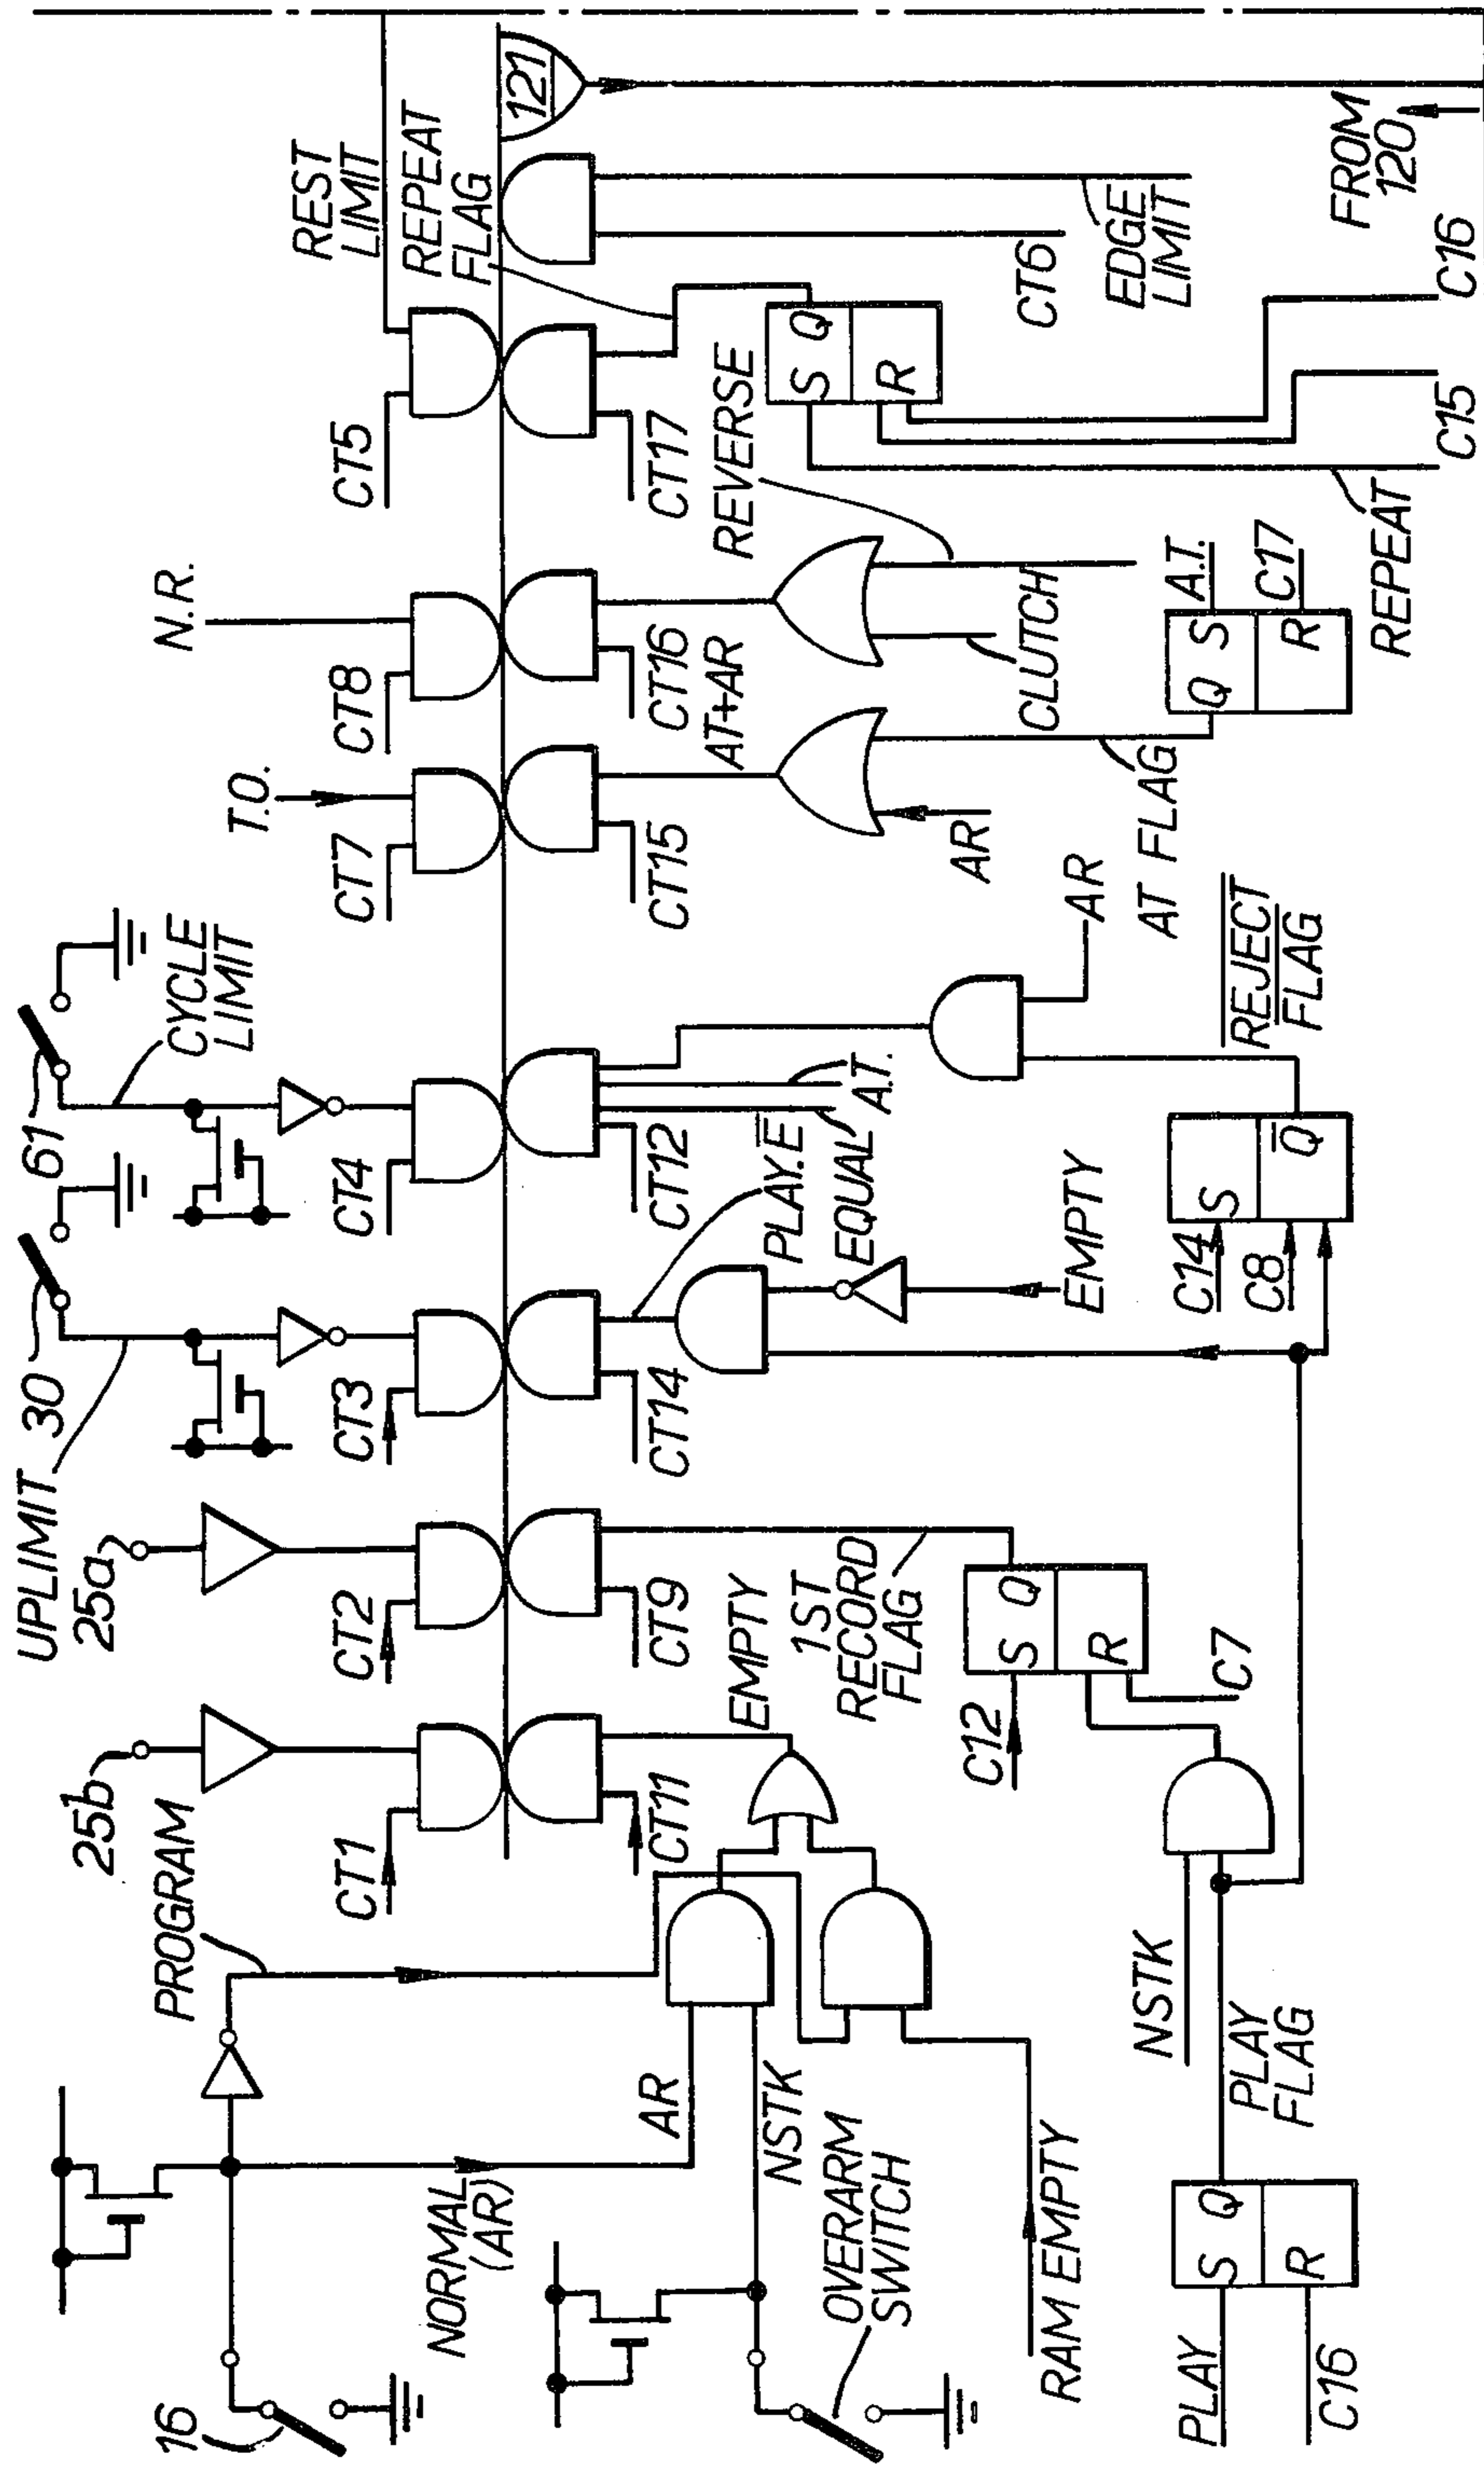 16
PROGRAM
25b
25a
UPLIMIT
30
61
CYCLE
LIMIT
T.O.
N.R.
REST
LIMIT
REPEAT
FLAG
NORMAL
(AR)
CT1
CT2
CT3
CT4
CT7
CT8
CT5
121
AR
NSTK
OVERARM
SWITCH
RAM EMPTY
CT11
EMPTY
CT9
1ST
RECORD
FLAG
CT14
PLAY.E̅
EQUAL
CT12
A.T.
CT15
AT+AR
CT16
REVERSE
CT17
CT6
EDGE
LIMIT
S Q
R
C12
S Q
R
C7
EMPTY
AR
AR
AT FLAG
CLUTCH
PLAY
C16
S Q
R
PLAY
FLAG
NSTK
C14
C8
S
Q̅
R̅E̅J̅E̅C̅T̅
FLAG
Q S
R
A.T.
C17
REPEAT
C15
C16
FROM
120